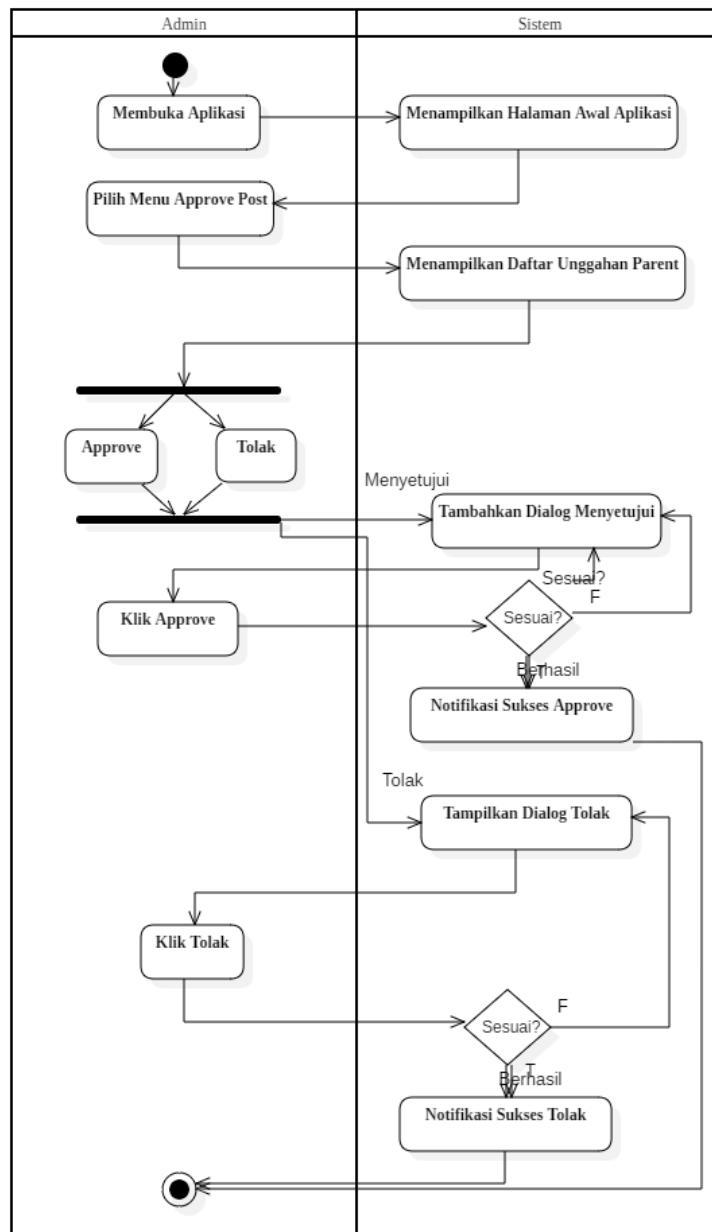 Admin
Sistem
Membuka Aplikasi
Menampilkan Halaman Awal Aplikasi
Pilih Menu Approve Post
Menampilkan Daftar Unggahan Parent
Approve
Tolak
Menyetujui
Tambahkan Dialog Menyetujui
Sesuai?
F
Klik Approve
Sesuai?
Berhasil
T
Notifikasi Sukses Approve
Tolak
Tampilkan Dialog Tolak
Klik Tolak
F
Sesuai?
T
Berhasil
Notifikasi Sukses Tolak